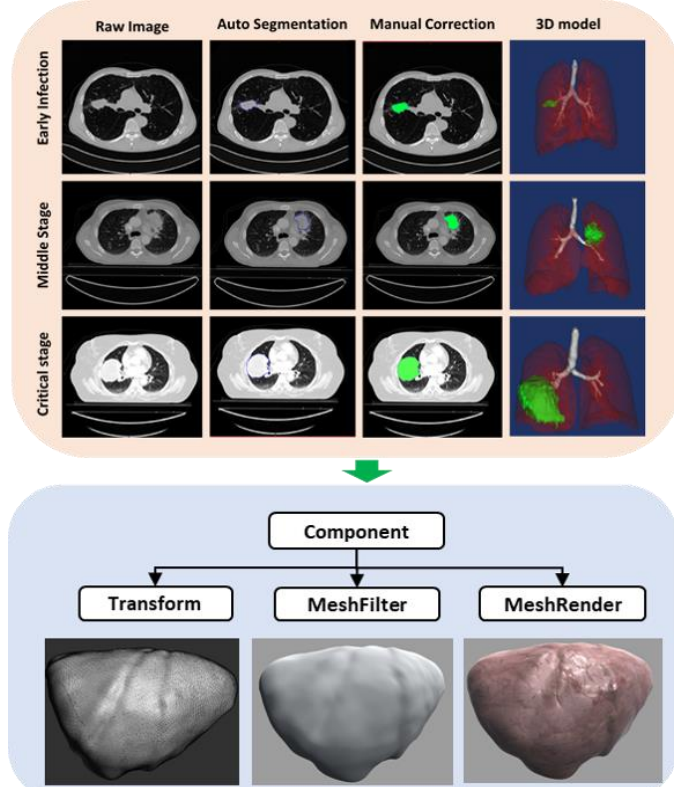 Raw Image Auto Segmentation Manual Correction 3D model
Early Infection
Middle Stage
Critical stage
Component
Transform MeshFilter MeshRender